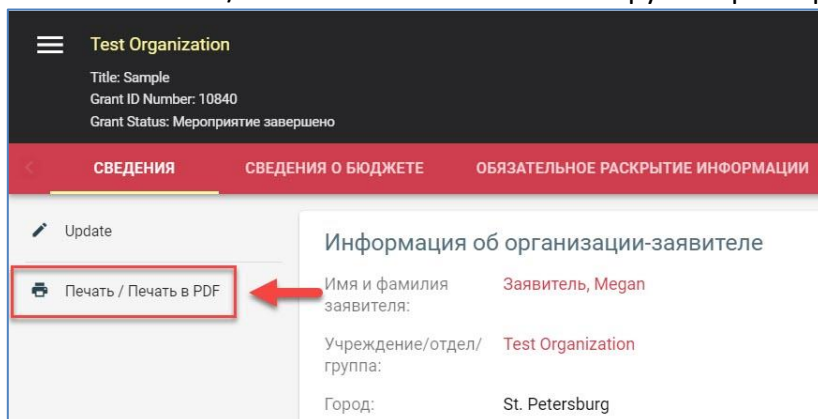 Test Organization
Title: Sample
Grant ID Number: 10840
Grant Status: Мероприятие завершено
СВЕДЕНИЯ СВЕДЕНИЯ О БЮДЖЕТЕ ОБЯЗАТЕЛЬНОЕ РАСКРЫТИЕ ИНФОРМАЦИИ
Update
Печать / Печать в PDF
Информация об организации-заявителе
Имя и фамилия заявителя: Заявитель, Megan
Учреждение/отдел/группа: Test Organization
Город: St. Petersburg